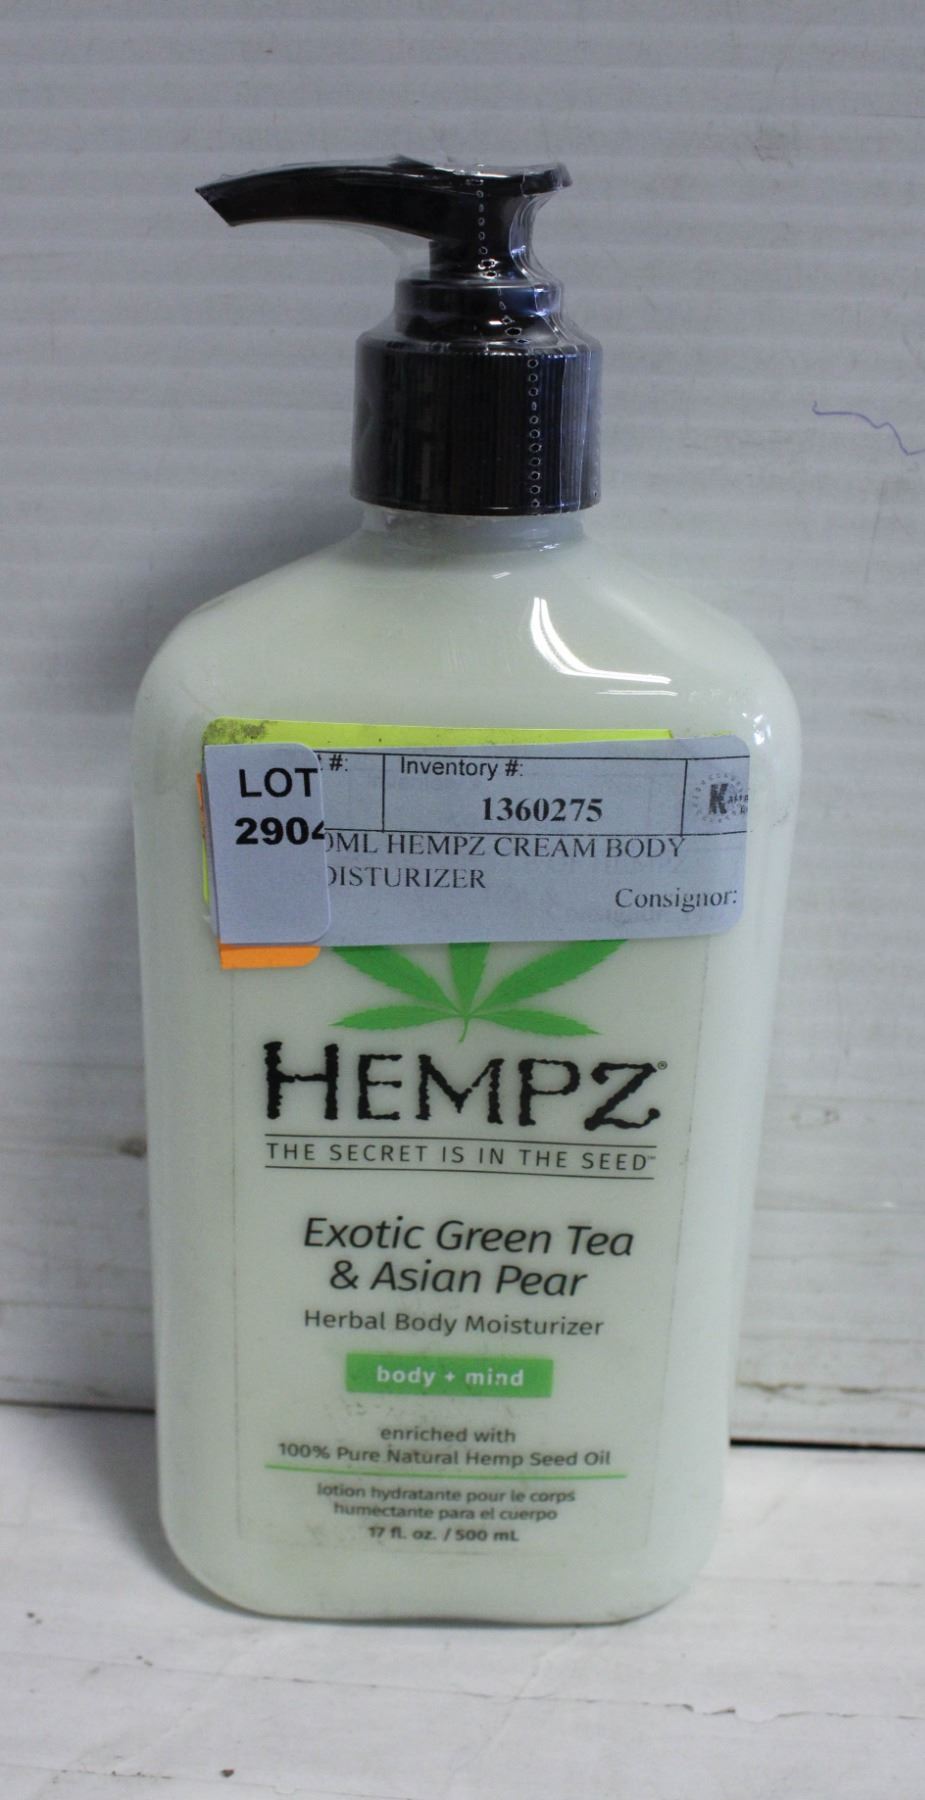 LOT
2904
#:
Inventory #:
1360275
K
0ML HEMPZ CREAM BODY
OISTURIZER
Consignor:
HEMPZ®
THE SECRET IS IN THE SEED™
Exotic Green Tea
& Asian Pear
Herbal Body Moisturizer
body + mind
enriched with
100% Pure Natural Hemp Seed Oil
lotion hydratante pour le corps
humectante para el cuerpo
17 fl. oz. / 500 mL